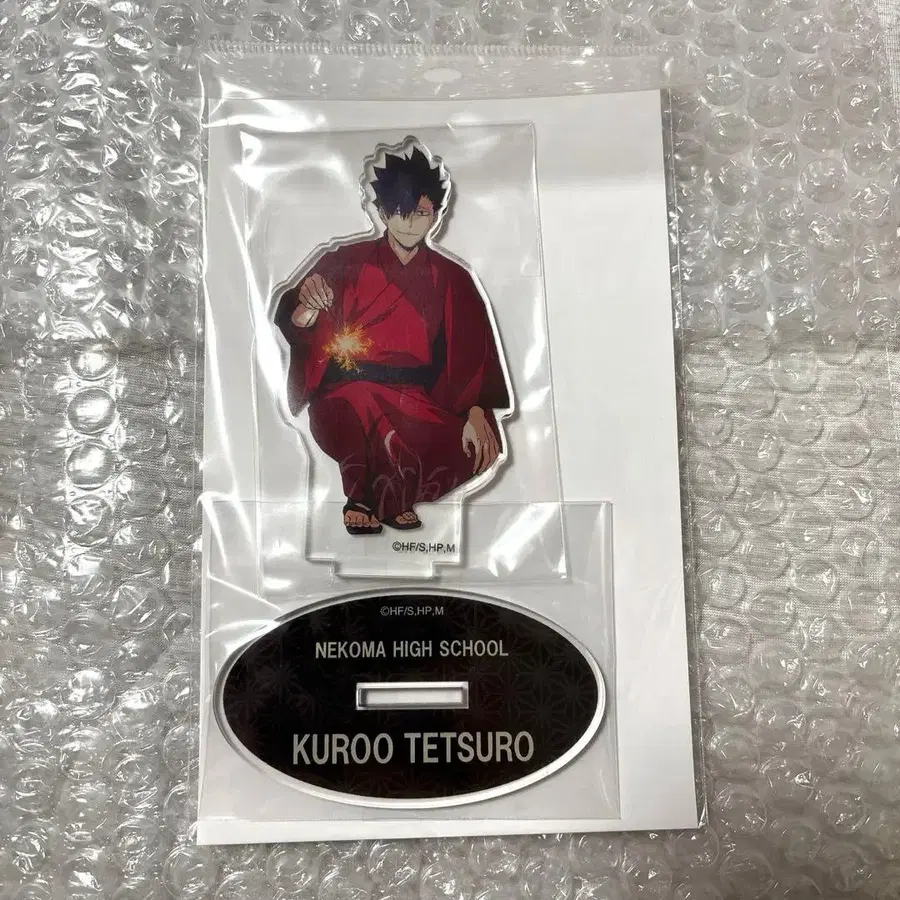 ©HF/S,HP,M
©HF/S,HP,M
NEKOMA HIGH SCHOOL
KUROO TETSURO